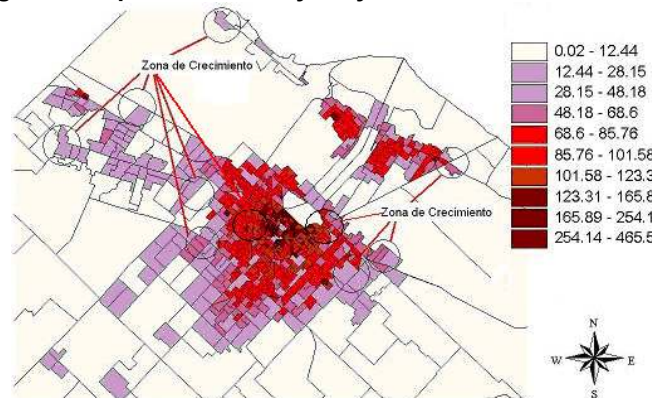 Zona de Crecimiento
Zona de Crecimiento
0.02 - 12.44
12.44 - 28.15
28.15 - 48.18
48.18 - 68.6
68.6 - 85.76
85.76 - 101.58
101.58 - 123.3
123.31 - 165.8
165.89 - 254.1
254.14 - 465.5
N
W
E
S